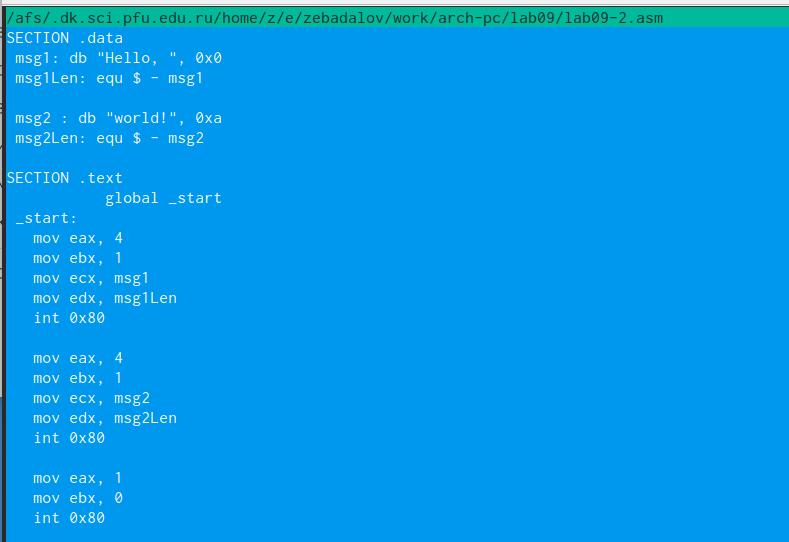 /afs/.dk.sci.pfu.edu.ru/home/z/e/zebadalov/work/arch-pc/lab09/lab09-2.asm
SECTION .data
 msg1: db "Hello, ", 0x0
 msg1Len: equ $ - msg1

 msg2 : db "world!", 0xa
 msg2Len: equ $ - msg2

SECTION .text
           global _start
 _start:
   mov eax, 4
   mov ebx, 1
   mov ecx, msg1
   mov edx, msg1Len
   int 0x80

   mov eax, 4
   mov ebx, 1
   mov ecx, msg2
   mov edx, msg2Len
   int 0x80

   mov eax, 1
   mov ebx, 0
   int 0x80